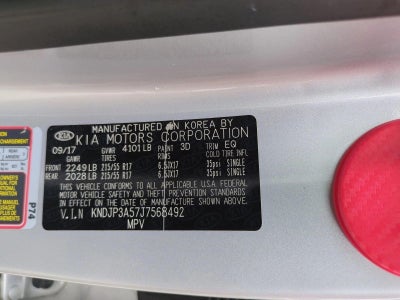 MANUFACTURED IN KOREA BY
KIA KIA MOTORS CORPORATION
09/17 GVWR 4101LB PAINT 3D TRIM EQ
GAWR TIRES RIMS COLD TIRE INFL
FRONT 2249LB 215/55 R17 6.5JX17 35psi SINGLE
REAR 2028LB 215/55 R17 6.5JX17 35psi SINGLE
THIS VEHICLE CONFORMS TO ALL APPLICABLE U.S.A FEDERAL
MOTOR VEHICLE SAFETY AND THEFT PREVENTION STANDARDS
IN EFFECT ON THE DATE OF MANUFACTURE SHOWN ABOVE.
V.I.N KNDJP3A57J7568492
MPV
P74